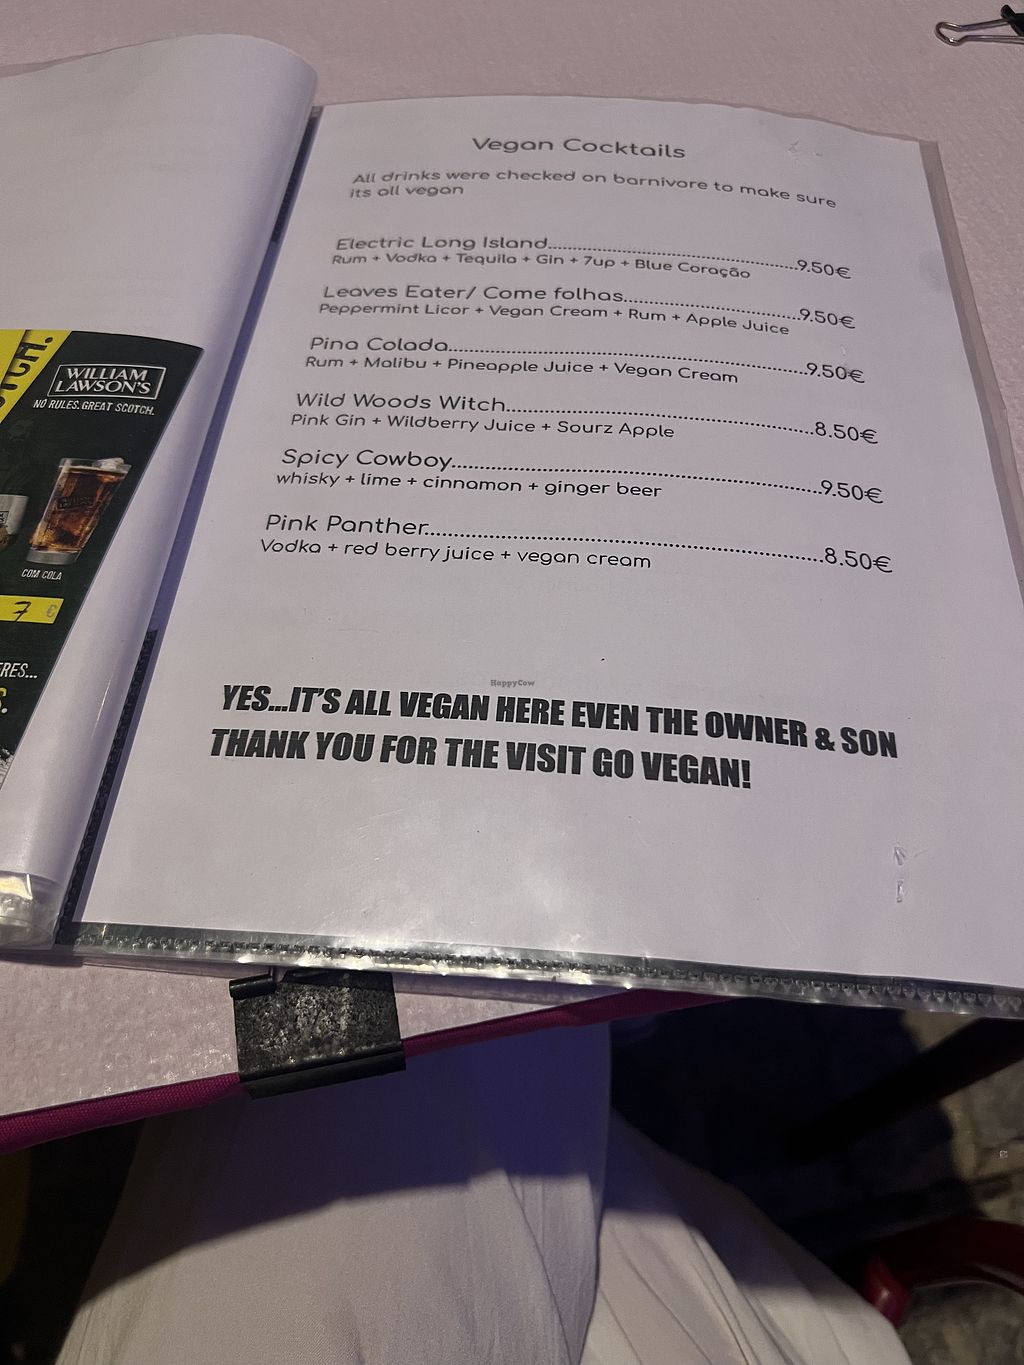 Vegan Cocktails
All drinks were checked on barnivore to make sure
its all vegan
Electric Long Island..........................................9.50€
Rum + Vodka + Tequila + Gin + 7up + Blue Coração
Leaves Eater/ Come folhas..............................9.50€
Peppermint Licor + Vegan Cream + Rum + Apple Juice
Pina Colada............................................................9.50€
Rum + Malibu + Pineapple Juice + Vegan Cream
Wild Woods Witch....................................................8.50€
Pink Gin + Wildberry Juice + Sourz Apple
Spicy Cowboy..............................................................9.50€
whisky + lime + cinnamon + ginger beer
Pink Panther..................................................................8.50€
Vodka + red berry juice + vegan cream
HappyCow
YES...IT'S ALL VEGAN HERE EVEN THE OWNER & SON
THANK YOU FOR THE VISIT GO VEGAN!
WILLIAM
LAWSON'S
NO RULES. GREAT SCOTCH.
COM COLA
7 €